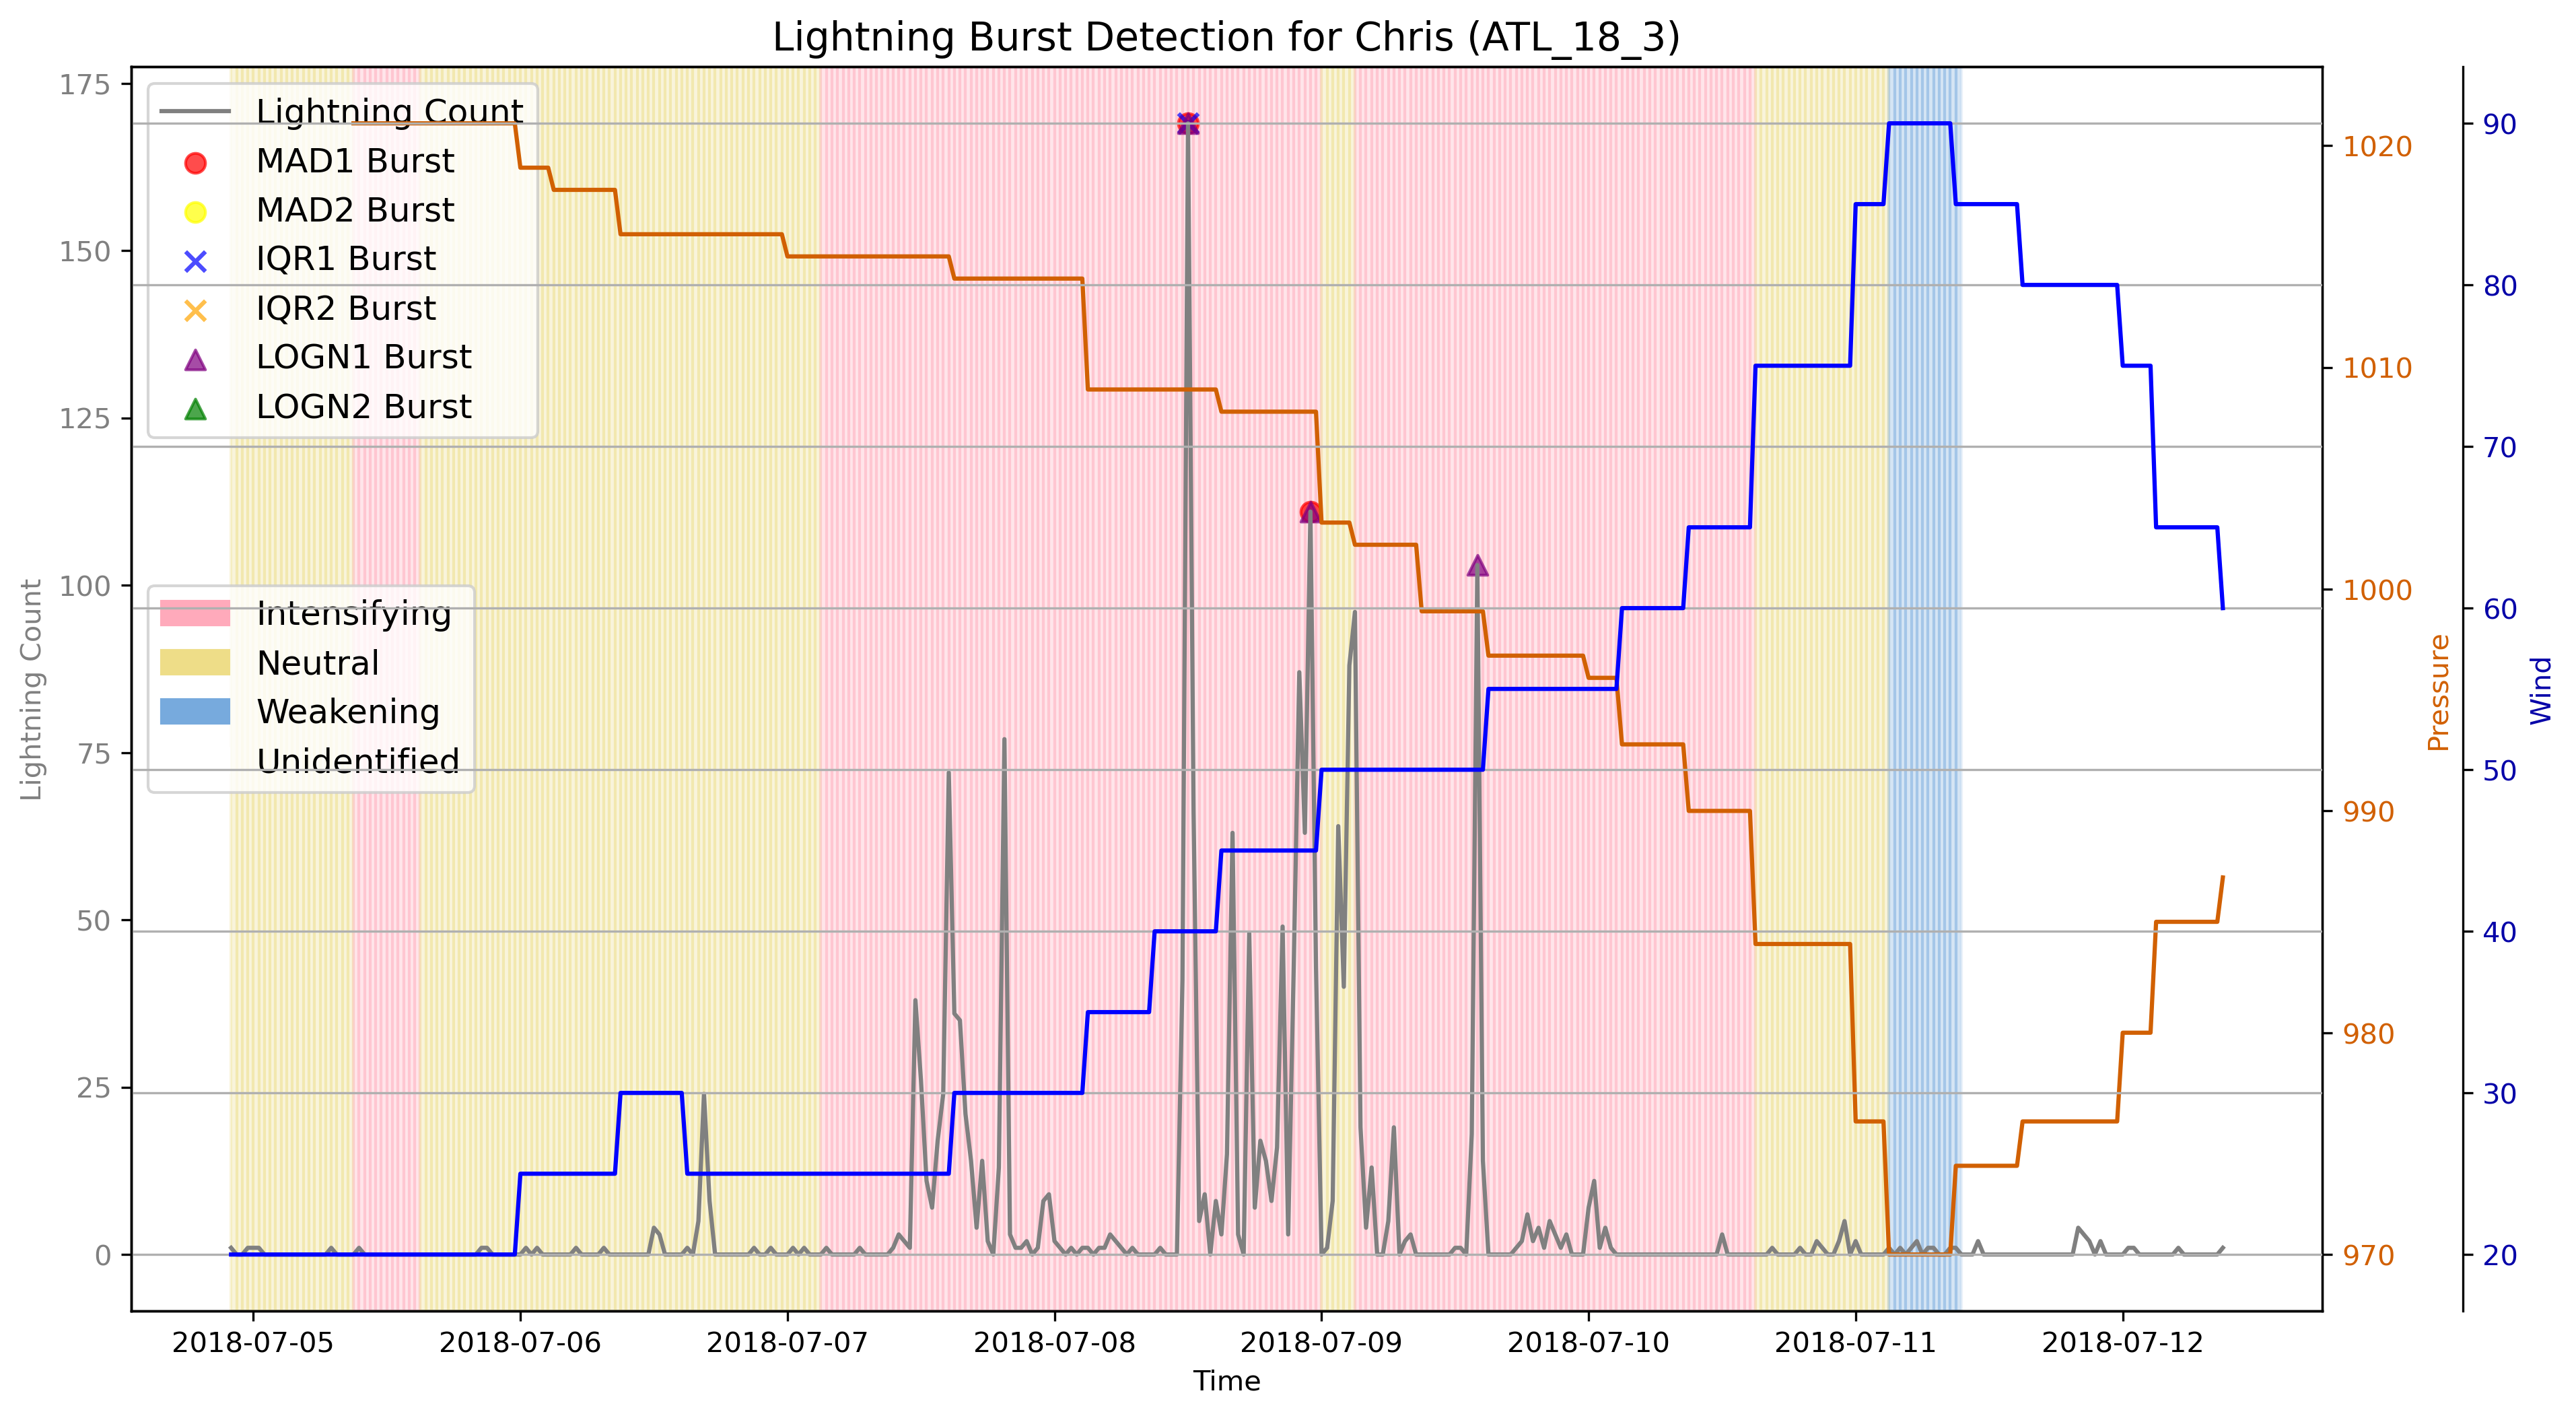 Lightning Burst Detection for Chris (ATL_18_3)
Lightning Count
175
150
125
100
75
50
25
0
Lightning Count
MAD1 Burst
MAD2 Burst
IQR1 Burst
IQR2 Burst
LOGN1 Burst
LOGN2 Burst
Intensifying
Neutral
Weakening
Unidentified
1020
1010
1000
990
980
970
Pressure
90
80
70
60
50
40
30
20
Wind
2018-07-05 2018-07-06 2018-07-07 2018-07-08 2018-07-09 2018-07-10 2018-07-11 2018-07-12
Time